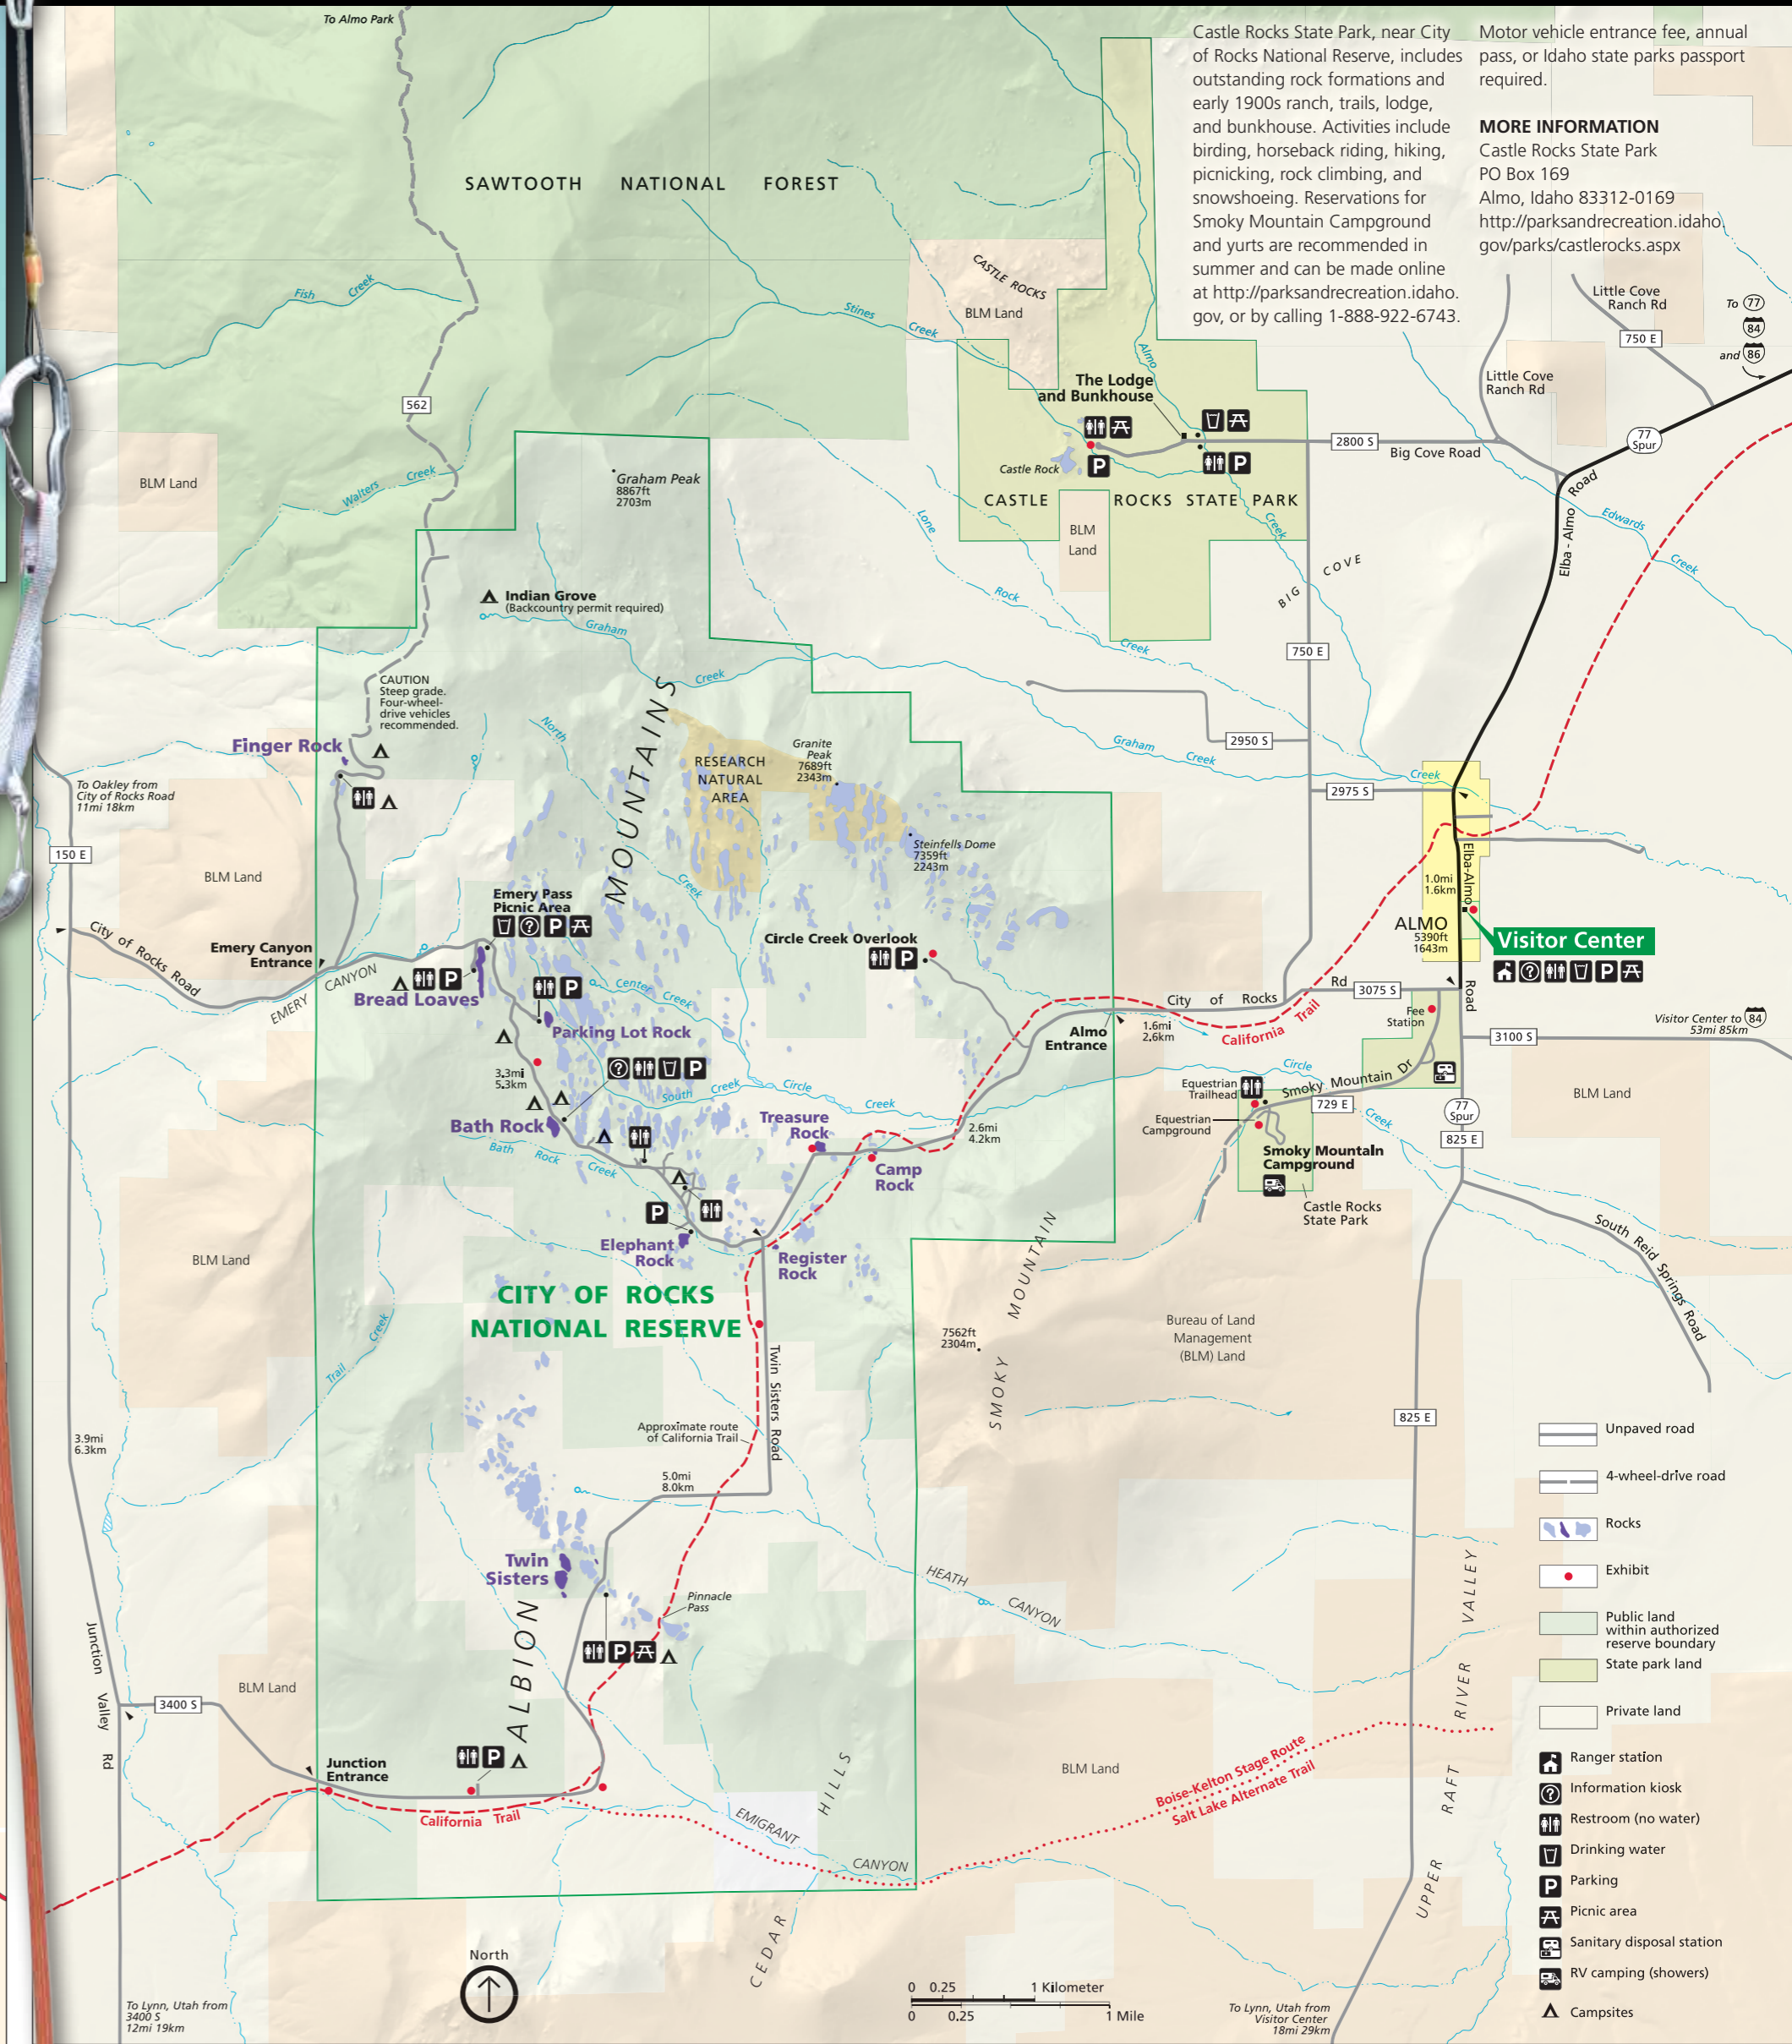 To Almo Park
Castle Rocks State Park, near City
of Rocks National Reserve, includes
outstanding rock formations and
early 1900s ranch, trails, lodge,
and bunkhouse. Activities include
birding, horseback riding, hiking,
picnicking, rock climbing, and
snowshoeing. Reservations for
Smoky Mountain Campground
and yurts are recommended in
summer and can be made online
at http://parksandrecreation.idaho.
gov, or by calling 1-888-922-6743.
Motor vehicle entrance fee, annual
pass, or Idaho state parks passport
required.
MORE INFORMATION
Castle Rocks State Park
PO Box 169
Almo, Idaho 83312-0169
http://parksandrecreation.idaho.
gov/parks/castlerocks.aspx
SAWTOOTH NATIONAL FOREST
Fish Creek
Stines Creek
CASTLE ROCKS
BLM Land
Almo
Creek
Little Cove
Ranch Rd
750 E
To 77
84
and 86
Little Cove
Ranch Rd
The Lodge
and Bunkhouse
P
P
Castle Rock
CASTLE ROCKS STATE PARK
BLM
Land
2800 S
Big Cove Road
77
Spur
Elba - Almo Road
Edwards
Creek
562
BLM Land
Walters Creek
Graham Peak
8867ft
2703m
Lone
Rock
Creek
BIG COVE
Indian Grove
(Backcountry permit required)
Graham
Creek
750 E
CAUTION
Steep grade.
Four-wheel-
drive vehicles
recommended.
Finger Rock
North
Creek
MOUNTAINS
RESEARCH
NATURAL
AREA
Granite
Peak
7689ft
2343m
Steinfells Dome
7359ft
2243m
Graham Creek
Creek
2950 S
2975 S
To Oakley from
City of Rocks Road
11mi 18km
150 E
BLM Land
City of Rocks Road
Emery Canyon
Entrance
EMERY CANYON
Emery Pass
Picnic Area
? P
P
Bread Loaves
P
Parking Lot Rock
Center Creek
Circle Creek Overlook
P
1.0mi
1.6km
Elba-Almo
Road
ALMO
5390ft
1643m
Visitor Center
? P
City of Rocks Rd
3075 S
Fee
Station
Almo
Entrance
1.6mi
2.6km
California Trail
Visitor Center to 84
53mi 85km
3100 S
3.3mi
5.3km
? P
South Creek
Circle
Creek
Bath Rock
Bath Rock Creek
Treasure
Rock
Camp
Rock
2.6mi
4.2km
Circle
Creek
Equestrian
Trailhead
Smoky Mountain Dr
729 E
Equestrian
Campground
Smoky Mountain
Campground
Castle Rocks
State Park
BLM Land
77
Spur
825 E
South Reid Springs Road
P
Elephant
Rock
Register
Rock
BLM Land
CITY OF ROCKS
NATIONAL RESERVE
Trail Creek
SMOKY MOUNTAIN
7562ft
2304m
Bureau of Land
Management
(BLM) Land
825 E
Twin Sisters Road
Approximate route
of California Trail
3.9mi
6.3km
5.0mi
8.0km
Twin
Sisters
Pinnacle
Pass
P
HEATH
CANYON
ALBION
Junction Valley Rd
BLM Land
3400 S
Junction
Entrance
P
California Trail
EMIGRANT
CANYON
CEDAR HILLS
BLM Land
Boise-Kelton Stage Route
Salt Lake Alternate Trail
UPPER RAFT RIVER VALLEY
Unpaved road
4-wheel-drive road
Rocks
Exhibit
Public land
within authorized
reserve boundary
State park land
Private land
Ranger station
? Information kiosk
Restroom (no water)
Drinking water
P Parking
Picnic area
Sanitary disposal station
RV camping (showers)
Campsites
North
0 0.25 1 Kilometer
0 0.25 1 Mile
To Lynn, Utah from
3400 S
12mi 19km
To Lynn, Utah from
Visitor Center
18mi 29km